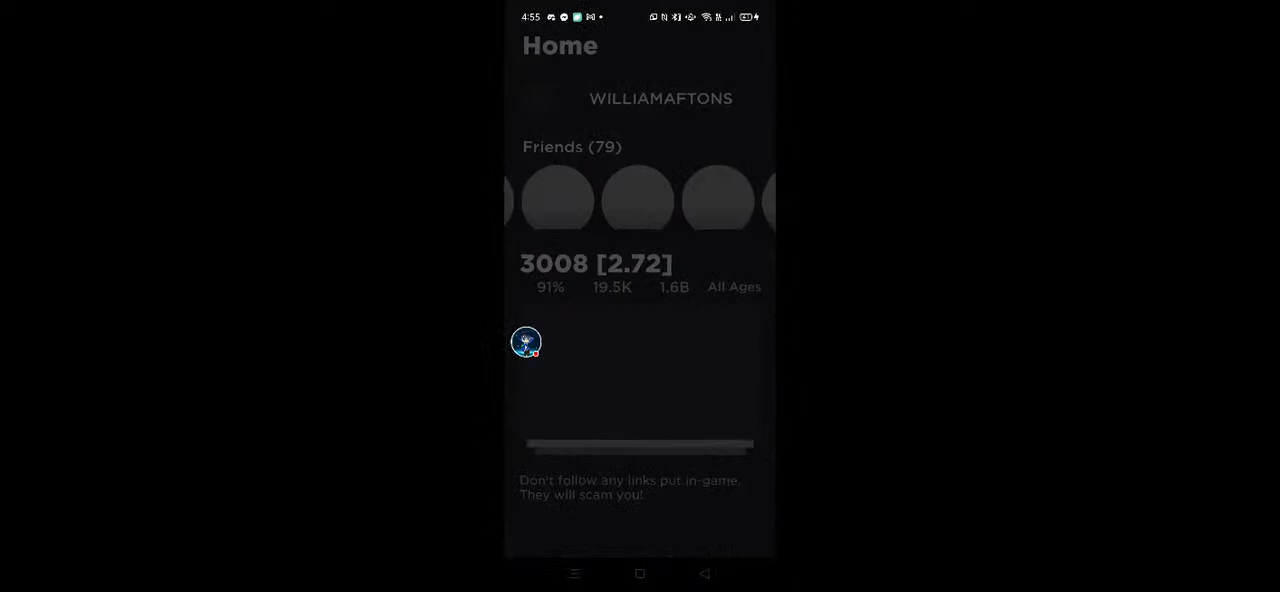 4:55
Home
WILLIAMAFTONS
Friends (79)
3008 [2.72]
91% 19.5K 1.6B All Ages
Don't follow any links put in-game.
They will scam you!